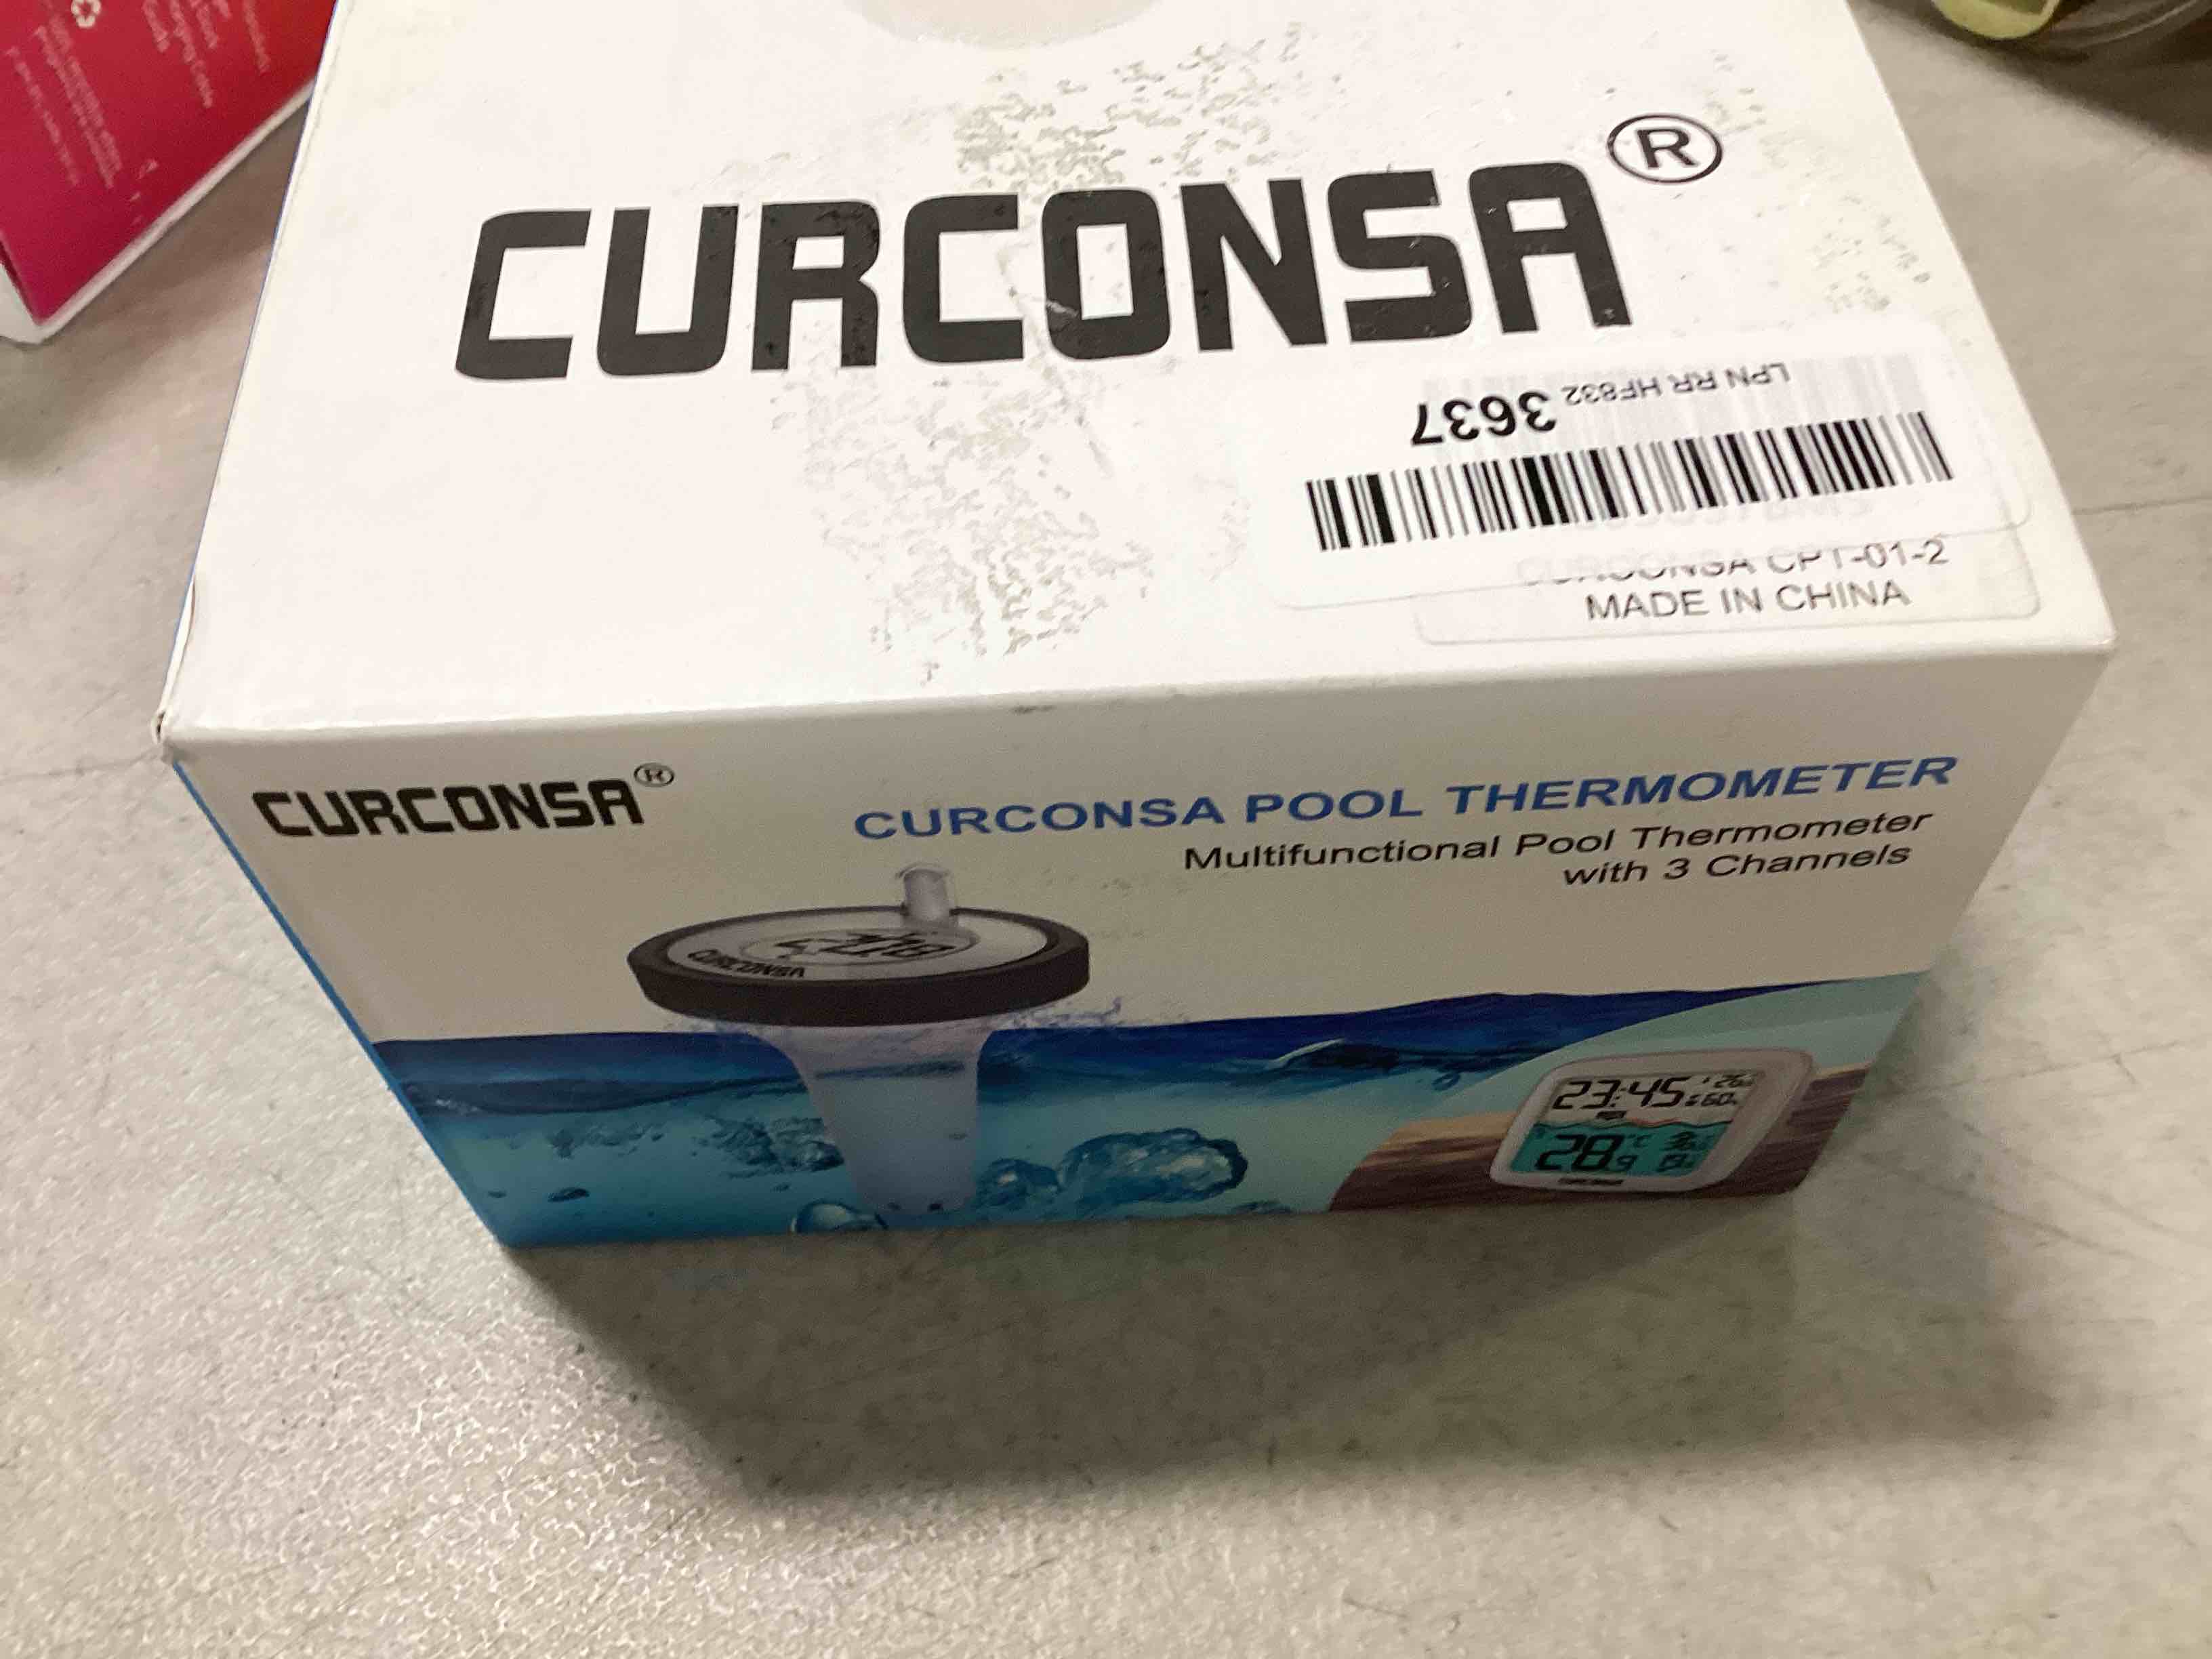 CURCONSA®
LPN RR HF832 3637
CURCONSA CPT-01-2
MADE IN CHINA
CURCONSA®
CURCONSA POOL THERMOMETER
Multifunctional Pool Thermometer
with 3 Channels
CURCONSA
23:45
28.9°C